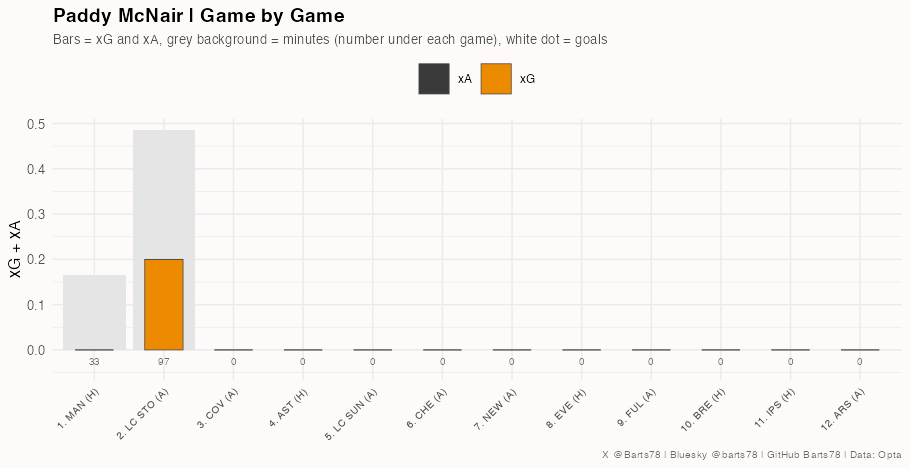 Paddy McNair | Game by Game
Bars = xG and xA, grey background = minutes (number under each game), white dot = goals
xA xG
xG + xA
0.5
0.4
0.3
0.2
0.1
0.0
33 97 0 0 0 0 0 0 0 0 0 0
1. MAN (H)
2. LC STO (A)
3. COV (A)
4. AST (H)
5. LC SUN (A)
6. CHE (A)
7. NEW (A)
8. EVE (H)
9. FUL (A)
10. BRE (H)
11. IPS (H)
12. ARS (A)
X @Barts78 | Bluesky @barts78 | GitHub Barts78 | Data: Opta